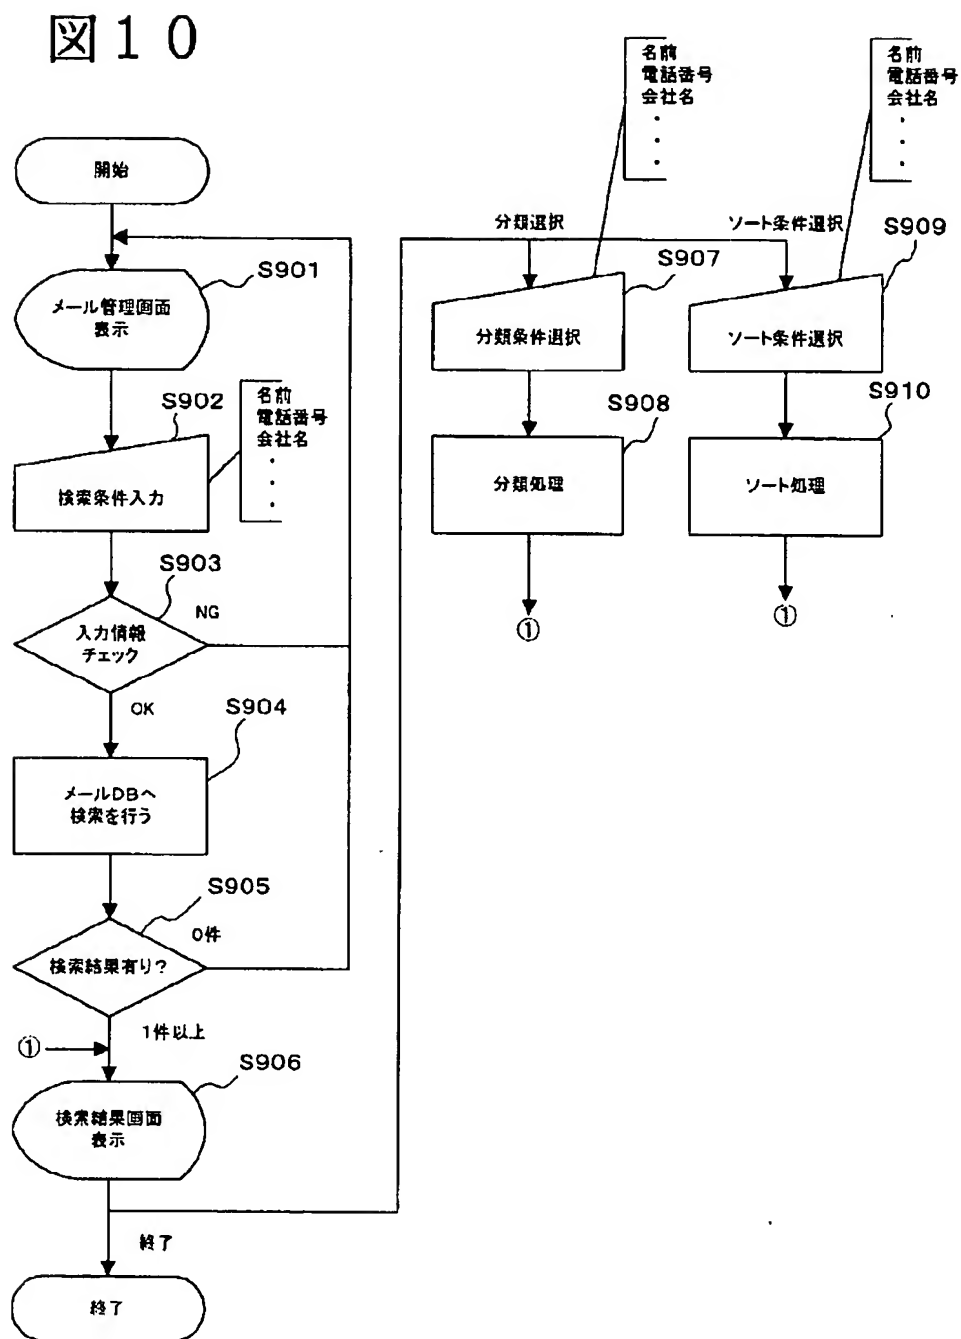 図10
開始
S901
メール管理画面
表示
S902
名前
電話番号
会社名
・
・
・
検索条件入力
S903
NG
入力情報
チェック
OK
S904
メールDBへ
検索を行う
S905
0件
検索結果有り?
1件以上
①
S906
検索結果画面
表示
終了
終了
名前
電話番号
会社名
・
・
・
分類選択
S907
分類条件選択
S908
分類処理
①
名前
電話番号
会社名
・
・
・
ソート条件選択
S909
ソート条件選択
S910
ソート処理
①